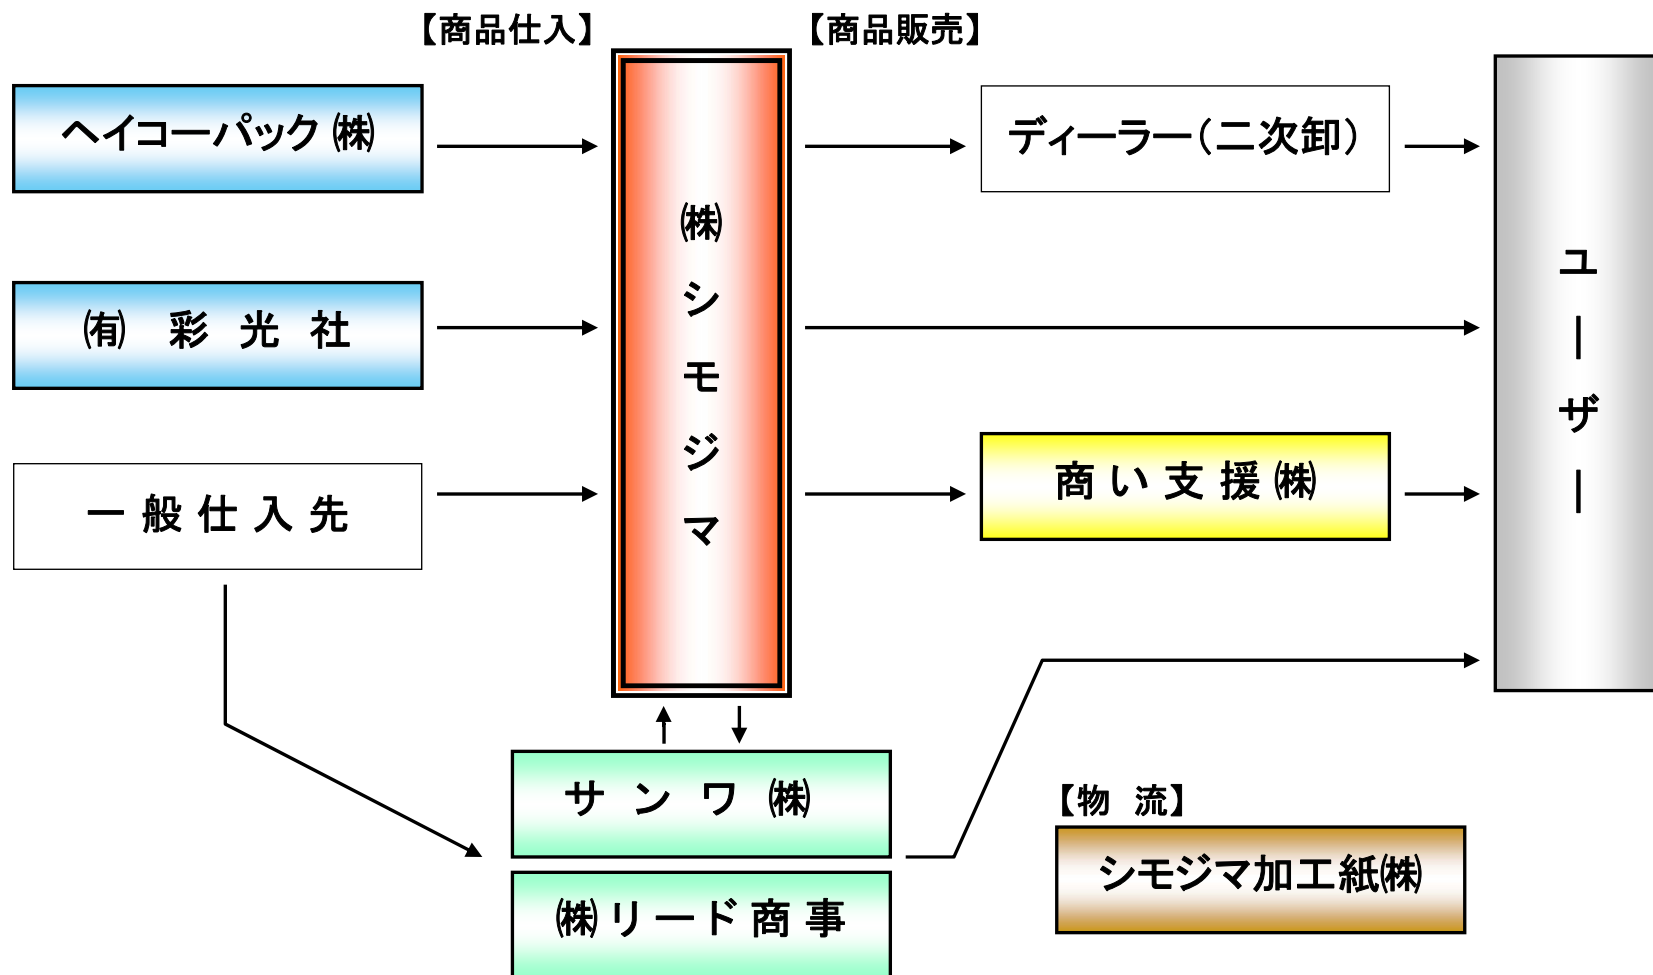 【商品仕入】
【商品販売】
ヘイコーパック㈱
㈲ 彩光社
一般仕入先
㈱シモジマ
ディーラー(二次卸)
商い支援㈱
ユーザー
サンワ㈱
㈱リード商事
【物 流】
シモジマ加工紙㈱